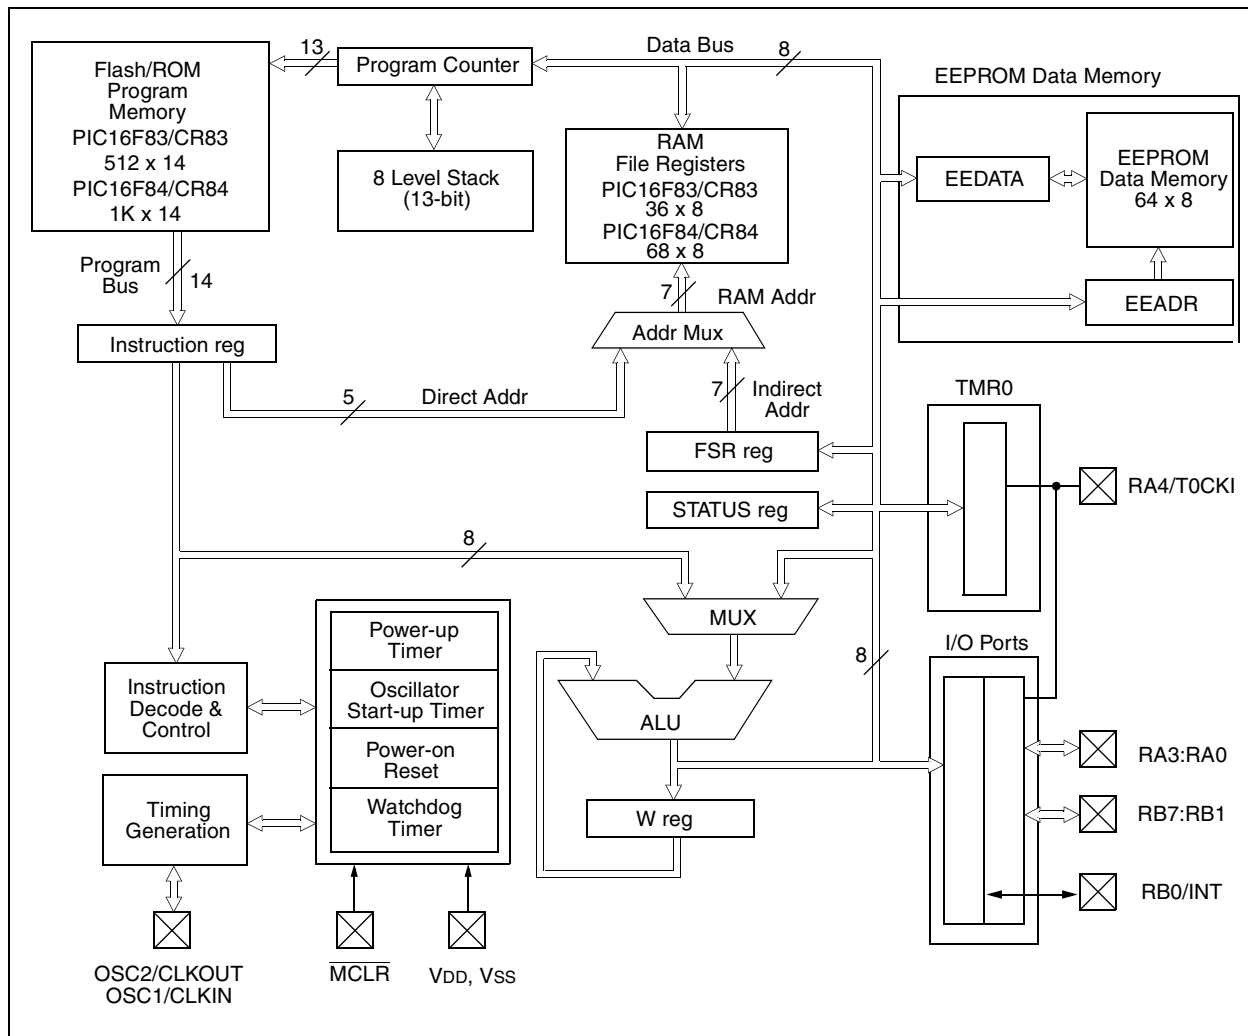 Flash/ROM
Program
Memory
PIC16F83/CR83
512 x 14
PIC16F84/CR84
1K x 14
13
Program Counter
Data Bus
8
EEPROM Data Memory
8 Level Stack
(13-bit)
RAM
File Registers
PIC16F83/CR83
36 x 8
PIC16F84/CR84
68 x 8
EEDATA
EEPROM
Data Memory
64 x 8
EEADR
Program
Bus
14
7
RAM Addr
Instruction reg
Addr Mux
5
Direct Addr
7
Indirect
Addr
TMR0
FSR reg
RA4/T0CKI
STATUS reg
8
MUX
Power-up
Timer
8
I/O Ports
Instruction
Decode &
Control
Oscillator
Start-up Timer
ALU
Power-on
Reset
RA3:RA0
Timing
Generation
Watchdog
Timer
W reg
RB7:RB1
RB0/INT
OSC2/CLKOUT
OSC1/CLKIN
MCLR
VDD, VSS